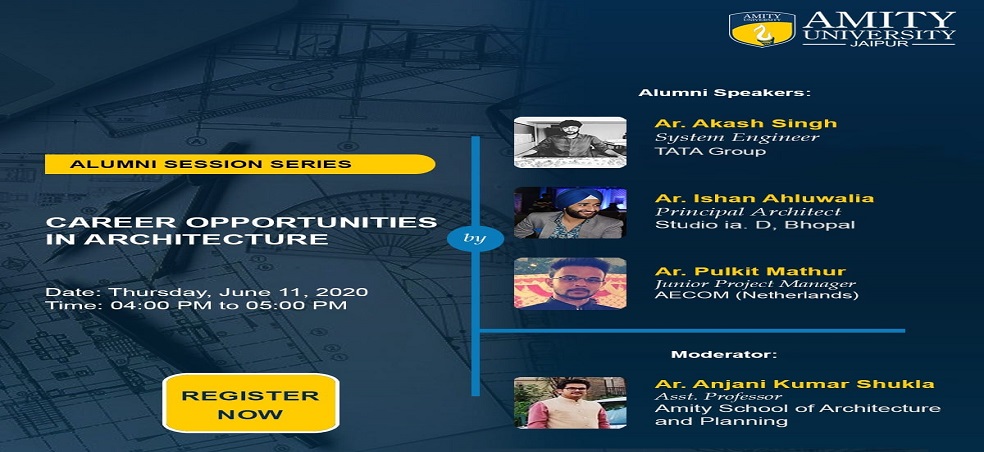 AMITY
AMITY
UNIVERSITY
JAIPUR
ALUMNI SESSION SERIES
CAREER OPPORTUNITIES
IN ARCHITECTURE
Date: Thursday, June 11, 2020
Time: 04:00 PM to 05:00 PM
REGISTER
NOW
by
Alumni Speakers:
Ar. Akash Singh
System Engineer
TATA Group
Ar. Ishan Ahluwalia
Principal Architect
Studio ia. D, Bhopal
Ar. Pulkit Mathur
Junior Project Manager
AECOM (Netherlands)
Moderator:
Ar. Anjani Kumar Shukla
Asst. Professor
Amity School of Architecture
and Planning